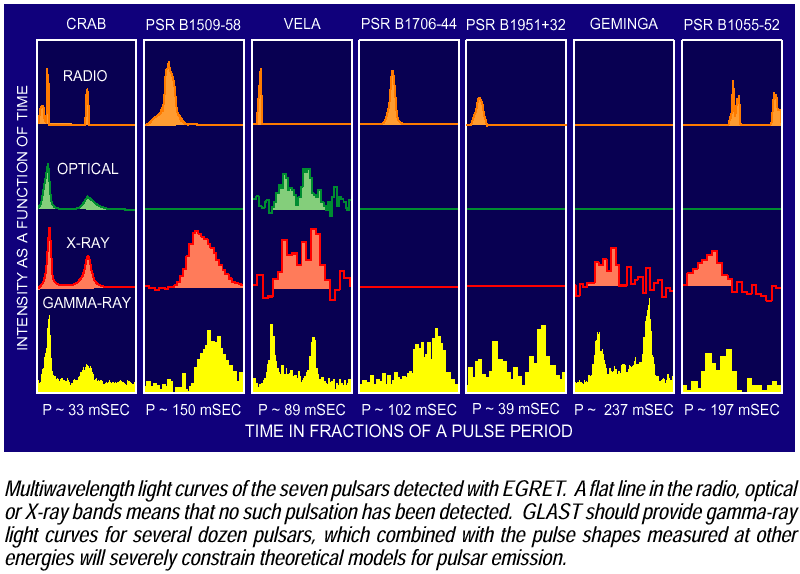 CRAB PSR B1509-58 VELA PSR B1706-44 PSR B1951+32 GEMINGA PSR B1055-52
RADIO
OPTICAL
X-RAY
GAMMA-RAY
INTENSITY AS A FUNCTION OF TIME
P ~ 33 mSEC P ~ 150 mSEC P ~ 89 mSEC P ~ 102 mSEC P ~ 39 mSEC P ~ 237 mSEC P ~ 197 mSEC
TIME IN FRACTIONS OF A PULSE PERIOD
Multiwavelength light curves of the seven pulsars detected with EGRET. A flat line in the radio, optical
or X-ray bands means that no such pulsation has been detected. GLAST should provide gamma-ray
light curves for several dozen pulsars, which combined with the pulse shapes measured at other
energies will severely constrain theoretical models for pulsar emission.